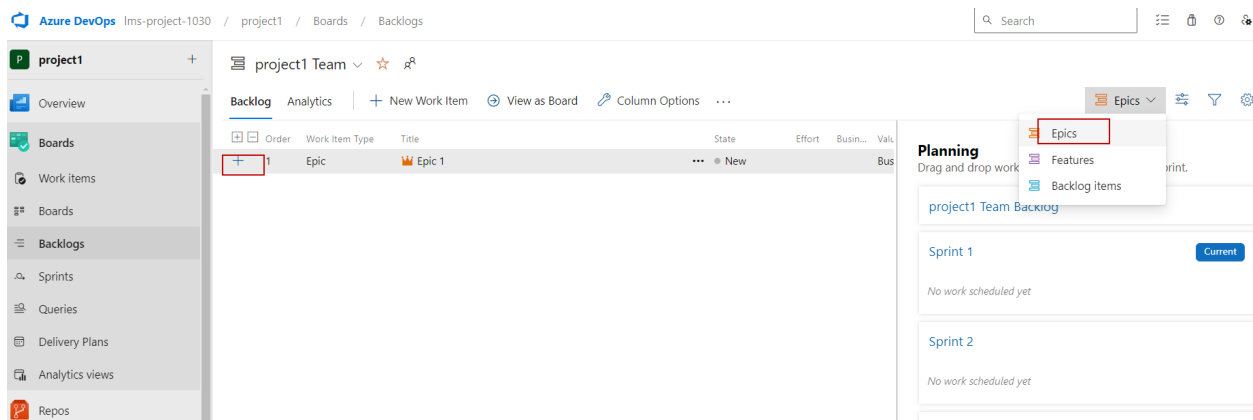 Azure DevOps lms-project-1030 / project1 / Boards / Backlogs
Search
P project1
project1 Team
Overview
Backlog Analytics New Work Item View as Board Column Options ...
Epics
Boards
Order Work Item Type Title State Effort Busin... Valu
Epics
1 Epic Epic 1 ... New Bus
Planning
Features
Drag and drop work print.
Work items
Backlog items
Boards
project1 Team Backlog
Backlogs
Sprint 1 Current
Sprints
No work scheduled yet
Queries
Delivery Plans
Sprint 2
Analytics views
No work scheduled yet
Repos